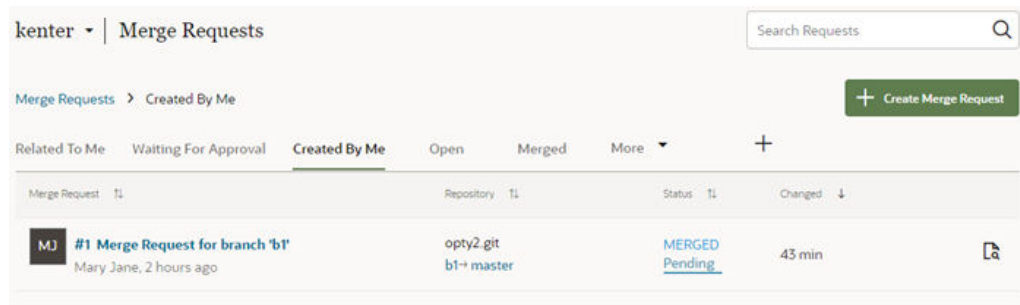 kenter Merge Requests
Search Requests
Merge Requests > Created By Me
+ Create Merge Request
Related To Me Waiting For Approval Created By Me Open Merged More +
Merge Request Repository Status Changed
MJ #1 Merge Request for branch 'b1' opty2.git MERGED 43 min
Mary Jane, 2 hours ago b1→ master Pending